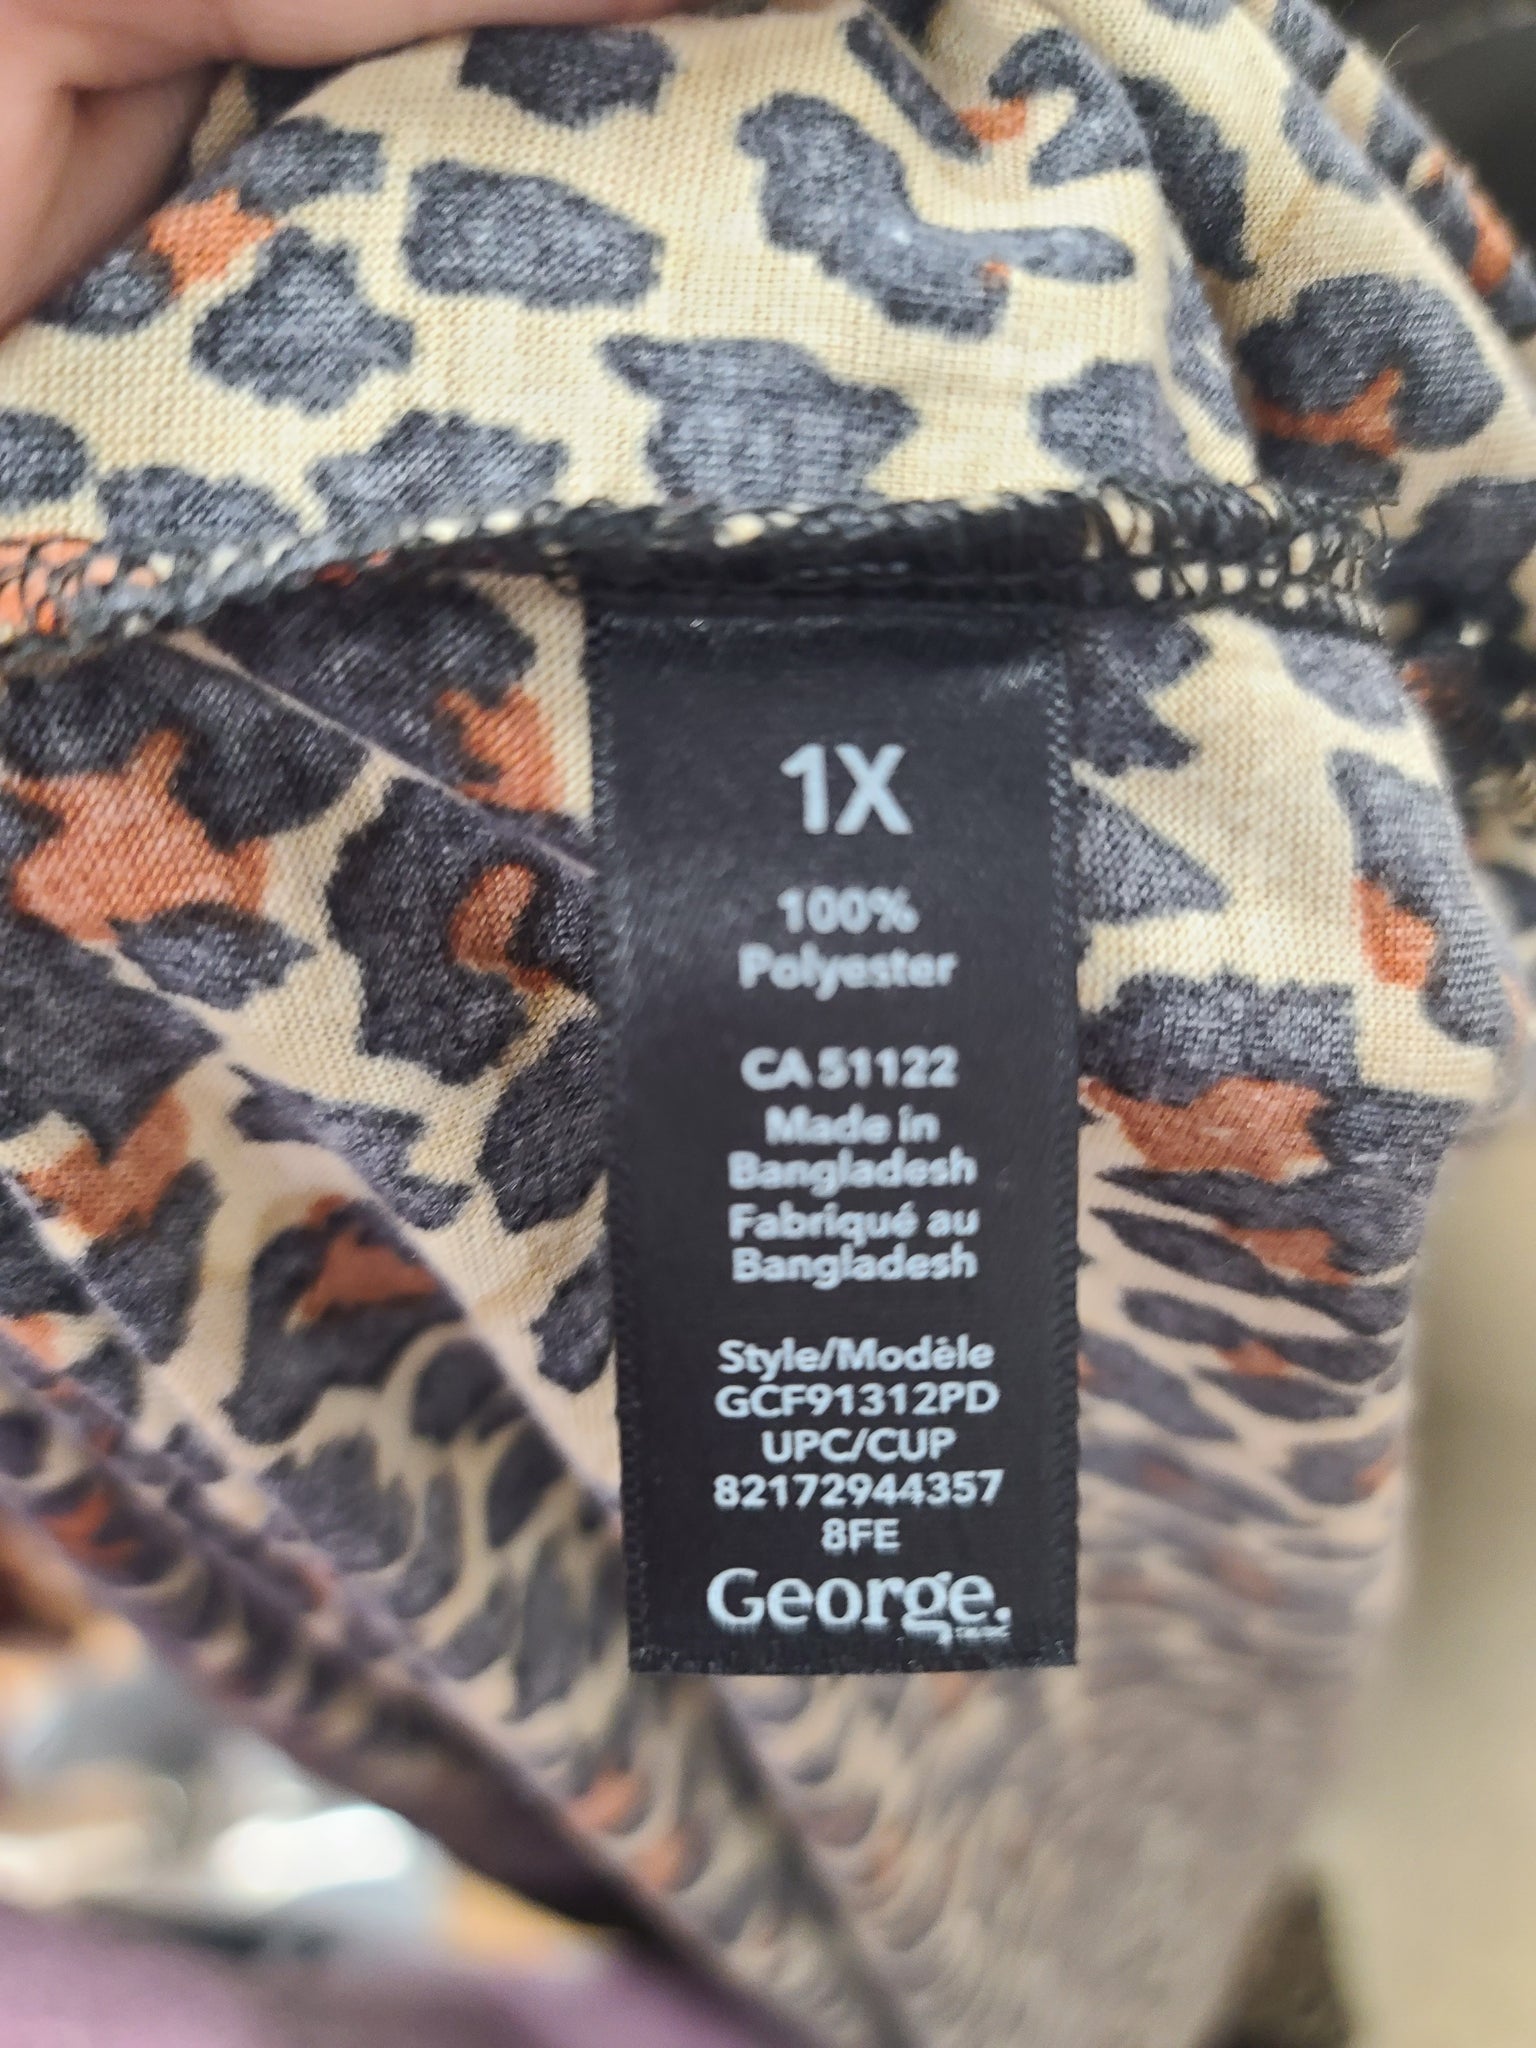 1X
100%
Polyester
CA 51122
Made in
Bangladesh
Fabriqué au
Bangladesh
Style/Modèle
GCF91312PD
UPC/CUP
82172944357
8FE
George.